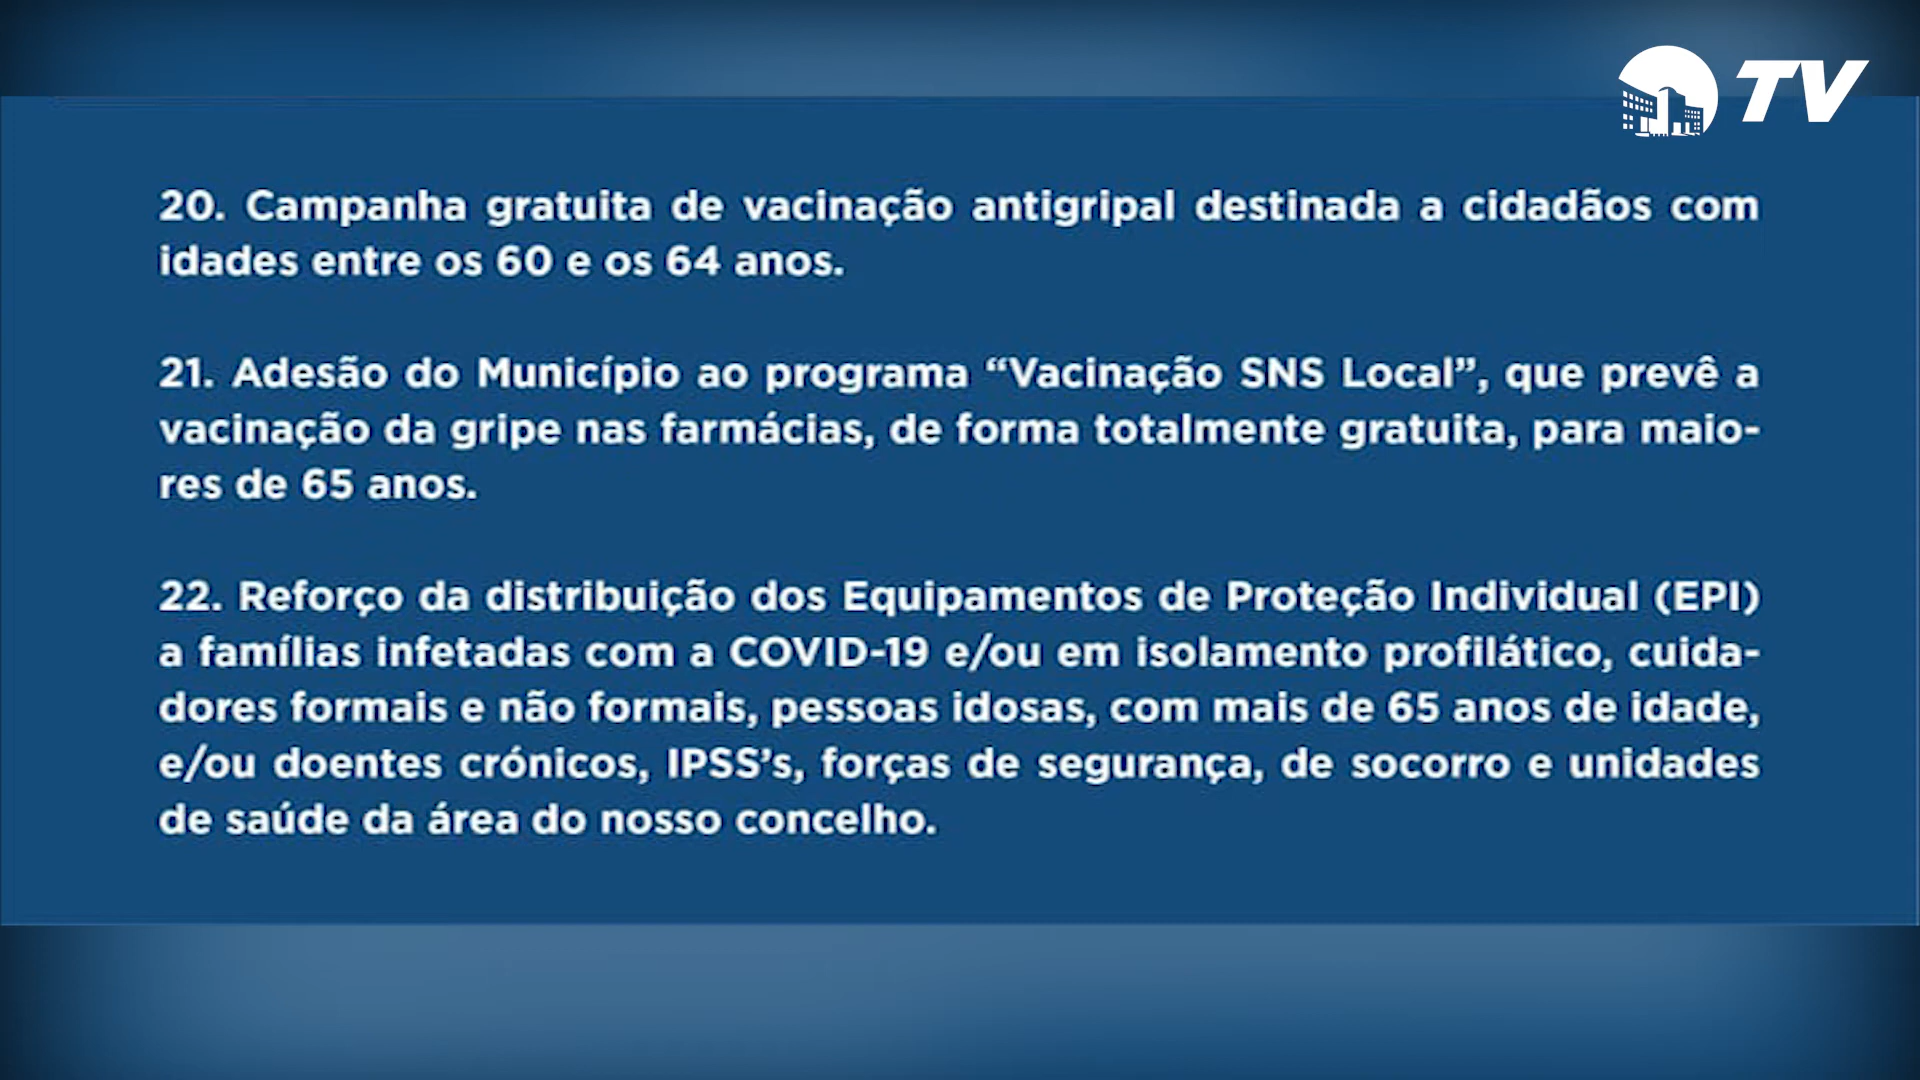 TV
20. Campanha gratuita de vacinação antigripal destinada a cidadãos com
idades entre os 60 e os 64 anos.
21. Adesão do Município ao programa “Vacinação SNS Local”, que prevê a
vacinação da gripe nas farmácias, de forma totalmente gratuita, para maio-
res de 65 anos.
22. Reforço da distribuição dos Equipamentos de Proteção Individual (EPI)
a famílias infetadas com a COVID-19 e/ou em isolamento profilático, cuida-
dores formais e não formais, pessoas idosas, com mais de 65 anos de idade,
e/ou doentes crónicos, IPSS’s, forças de segurança, de socorro e unidades
de saúde da área do nosso concelho.